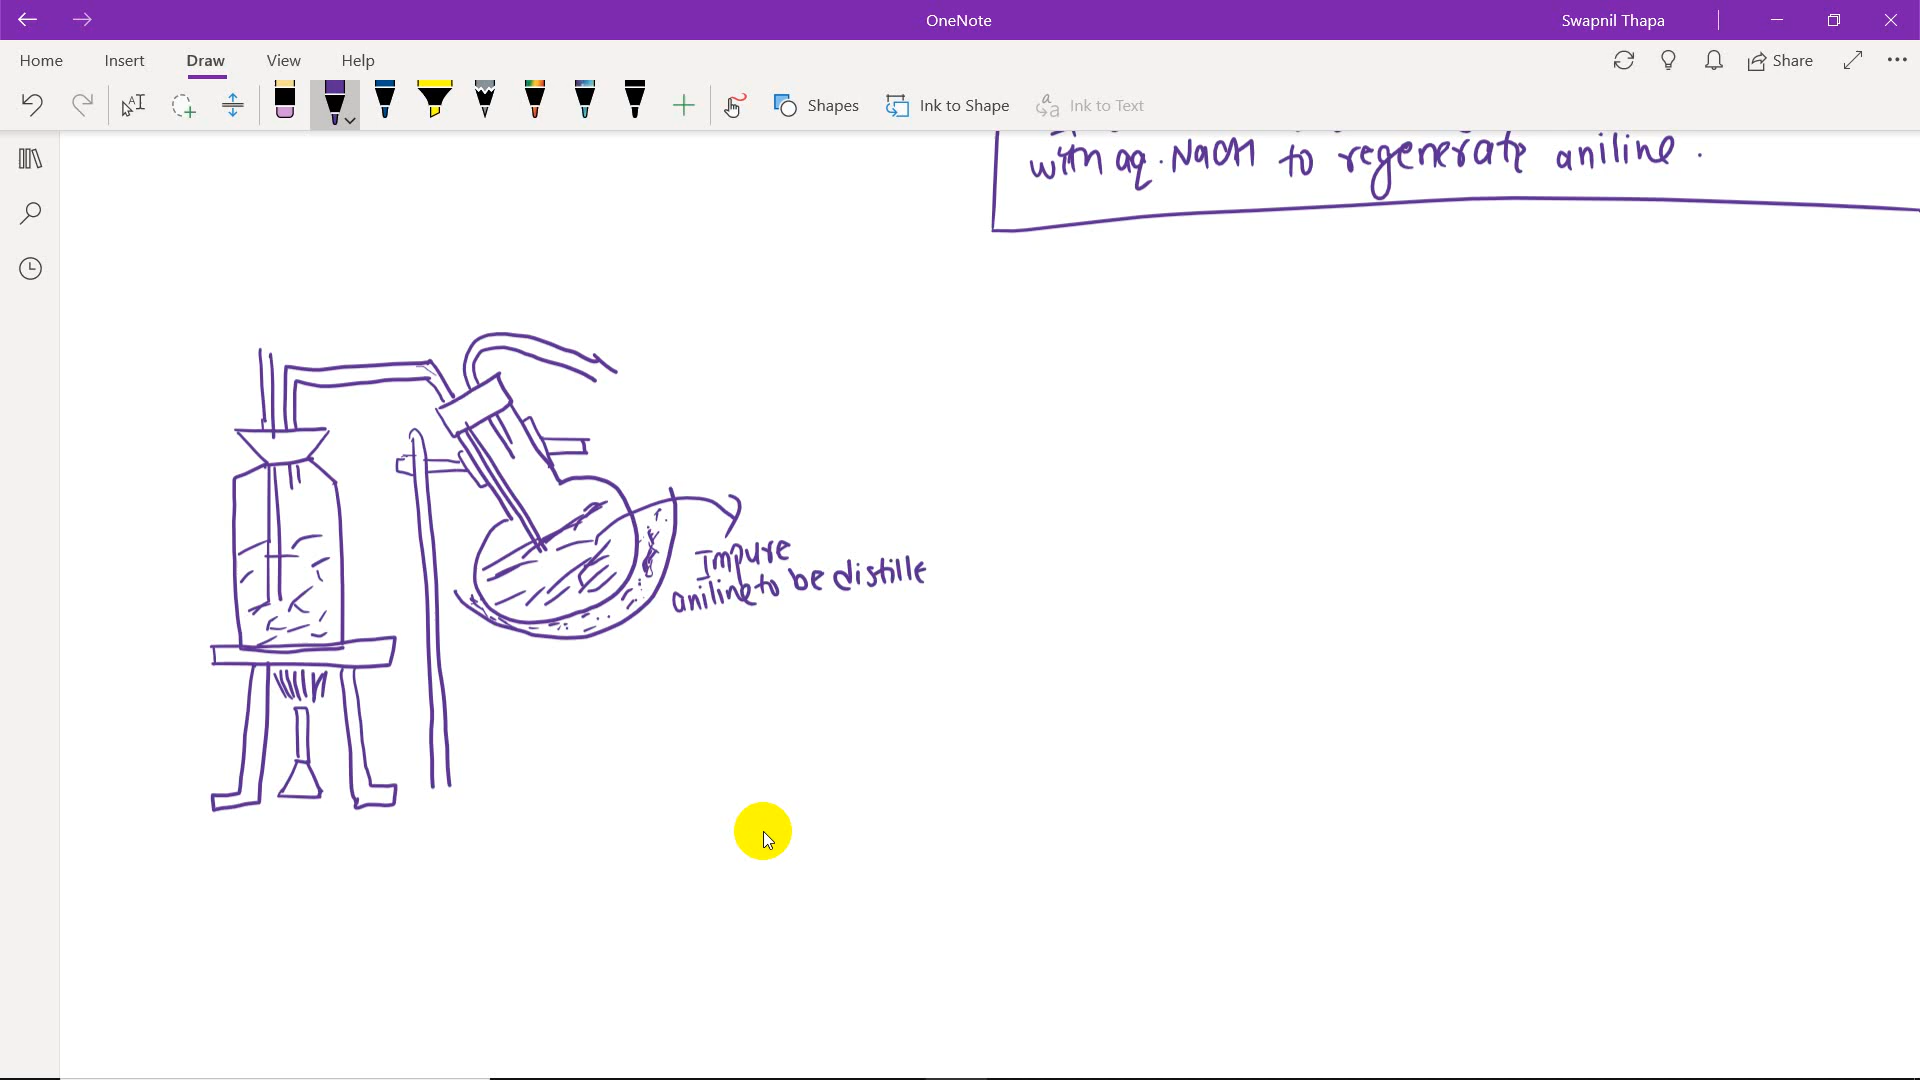 OneNote
Swapnil Thapa
Home Insert Draw View Help
Share
Shapes Ink to Shape Ink to Text
with aq. NaOH to regenerate aniline.
Impure
aniline to be distille